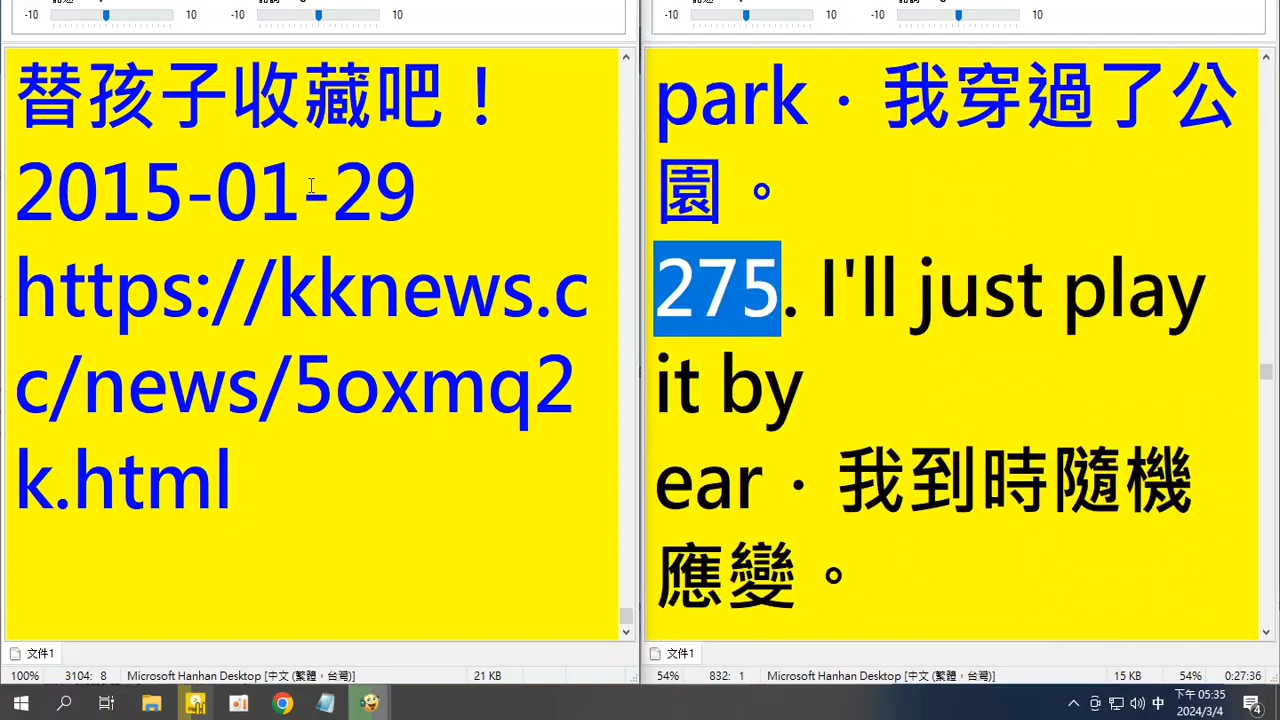 -10 10 -10 10
-10 10 -10 10
替孩子收藏吧！
2015-01-29
https://kknews.c
c/news/5oxmq2
k.html
park．我穿過了公
園。
275. I'll just play
it by
ear．我到時隨機
應變。
文件1
文件1
100% 3104: 8 Microsoft Hanhan Desktop [中文 (繁體，台灣)] 21 KB
54% 832: 1 Microsoft Hanhan Desktop [中文 (繁體，台灣)] 15 KB 54% 0:27:36
中 下午 05:35
2024/3/4 4